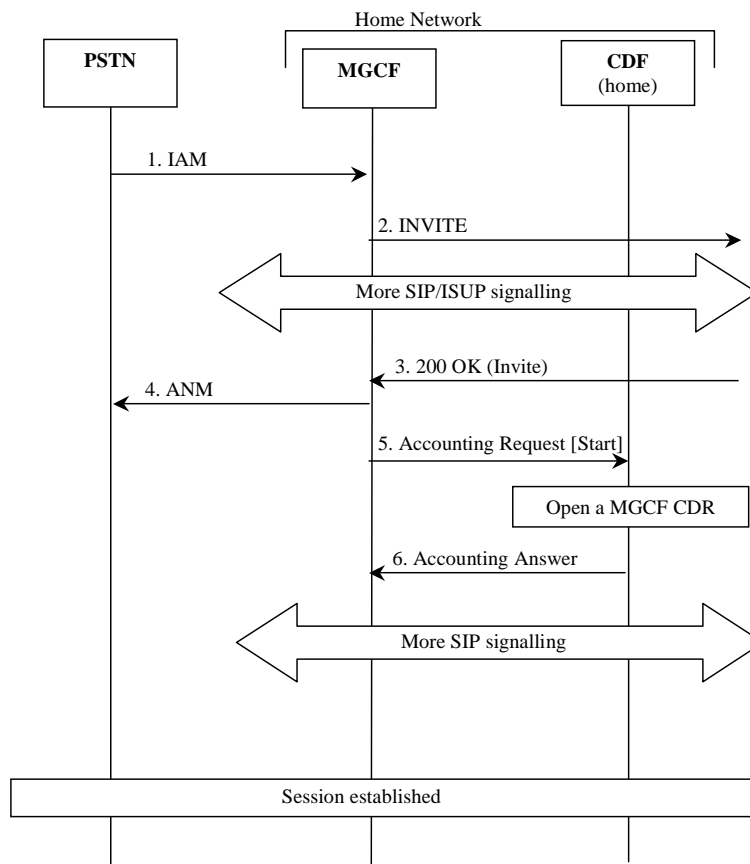 Home Network
PSTN
MGCF
CDF
(home)
1. IAM
2. INVITE
More SIP/ISUP signalling
3. 200 OK (Invite)
4. ANM
5. Accounting Request [Start]
Open a MGCF CDR
6. Accounting Answer
More SIP signalling
Session established